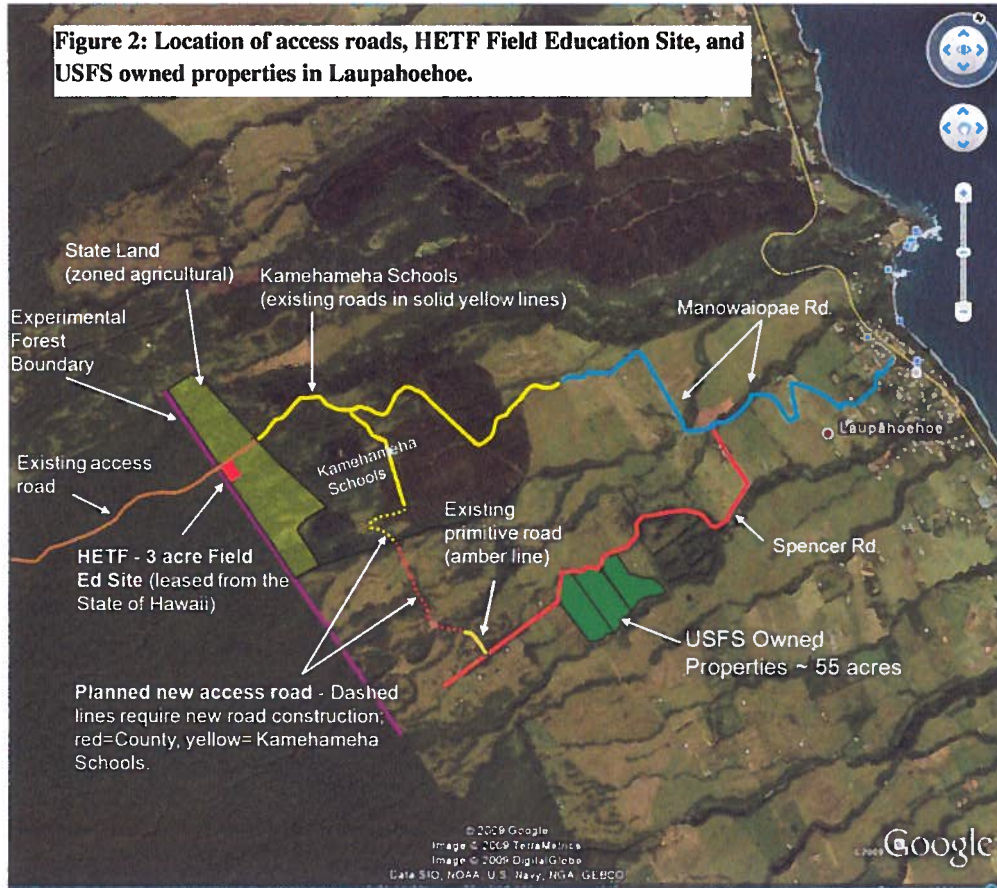 Figure 2: Location of access roads, HETF Field Education Site, and
USFS owned properties in Laupahoehoe.
N
State Land
(zoned agricultural)
Kamehameha Schools
(existing roads in solid yellow lines)
Manowaiopae Rd.
Experimental
Forest
Boundary
Laupahoehoe
Kamehameha
Schools
Existing access
road
Existing
primitive road
(amber line)
Spencer Rd
HETF - 3 acre Field
Ed Site (leased from the
State of Hawaii)
USFS Owned
Properties ~ 55 acres
Planned new access road - Dashed
lines require new road construction;
red=County, yellow= Kamehameha
Schools.
© 2009 Google
Image © 2009 TerraMetrics
Image © 2009 DigitalGlobe
Data SIO, NOAA, U.S. Navy, NGA, GEBCO
©2009 Google